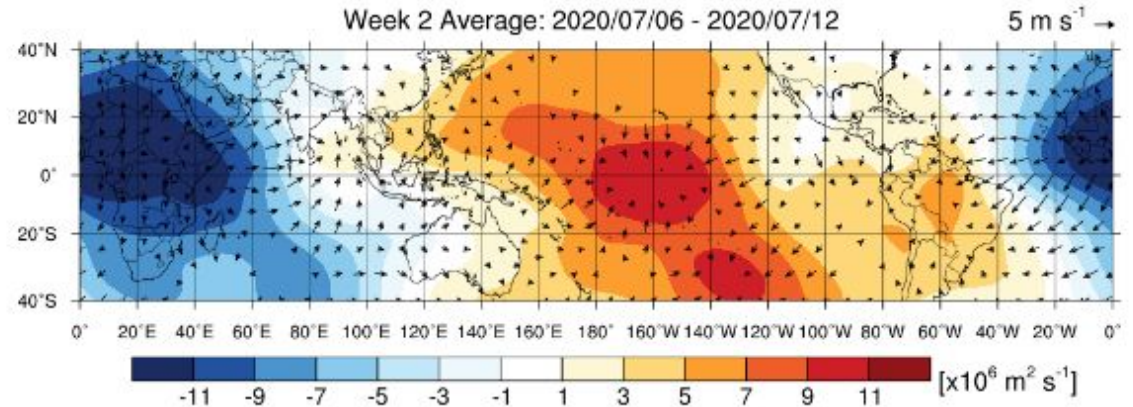 Week 2 Average: 2020/07/06 - 2020/07/12
5 m s⁻¹ →
40°N
20°N
0°
20°S
40°S
0° 20°E 40°E 60°E 80°E 100°E 120°E 140°E 160°E 180° 160°W 140°W 120°W 100°W 80°W 60°W 40°W 20°W 0°
-11 -9 -7 -5 -3 -1 1 3 5 7 9 11 [x10⁶ m² s⁻¹]